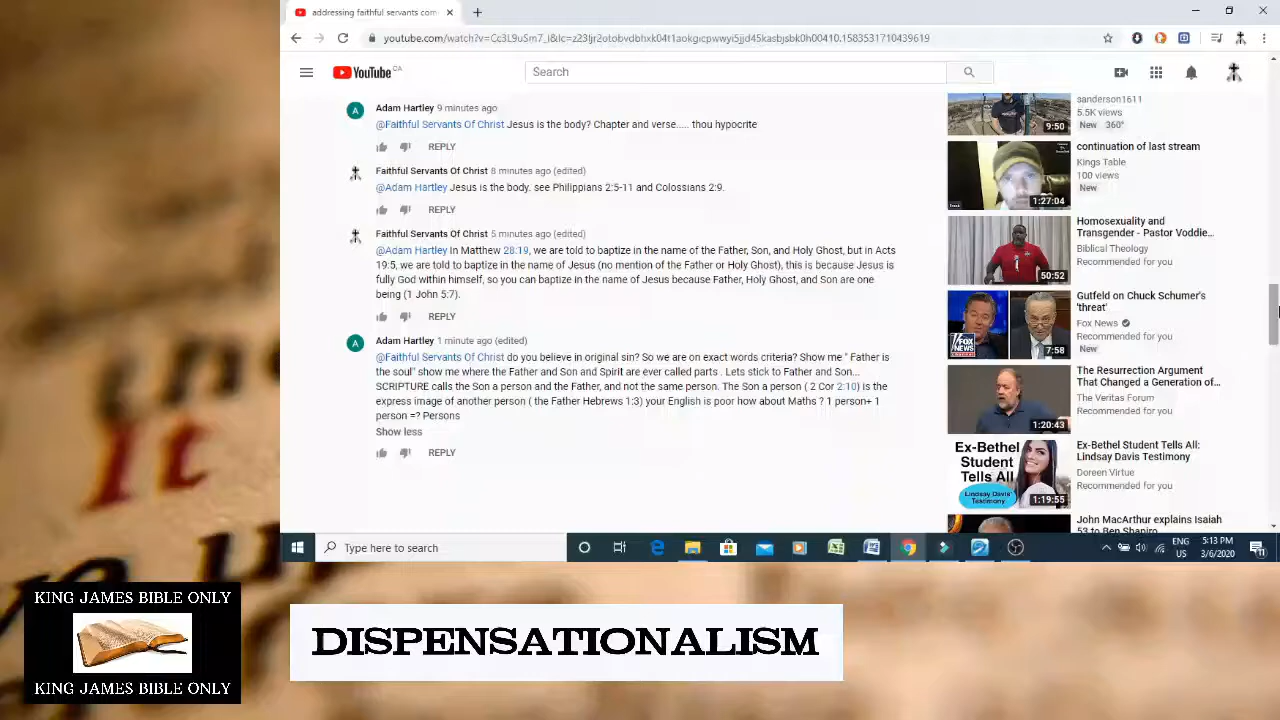 addressing faithful servants com
youtube.com/watch?v=Cc3L9uSm7_i&lc=z23ljr2otobvdbhxk04t1aokgicpwwyi5jjd45kasbjsbk0h00410.1583531710439619
YouTube CA
Search
Adam Hartley 9 minutes ago
@Faithful Servants Of Christ Jesus is the body? Chapter and verse..... thou hypocrite
REPLY
Faithful Servants Of Christ 8 minutes ago (edited)
@Adam Hartley Jesus is the body. see Philippians 2:5-11 and Colossians 2:9.
REPLY
Faithful Servants Of Christ 5 minutes ago (edited)
@Adam Hartley In Matthew 28:19, we are told to baptize in the name of the Father, Son, and Holy Ghost, but in Acts
19:5, we are told to baptize in the name of Jesus (no mention of the Father or Holy Ghost), this is because Jesus is
fully God within himself, so you can baptize in the name of Jesus because Father, Holy Ghost, and Son are one
being (1 John 5:7).
REPLY
Adam Hartley 1 minute ago (edited)
@Faithful Servants Of Christ do you believe in original sin? So we are on exact words criteria? Show me " Father is
the soul" show me where the Father and Son and Spirit are ever called parts . Lets stick to Father and Son...
SCRIPTURE calls the Son a person and the Father, and not the same person. The Son a person ( 2 Cor 2:10) is the
express image of another person ( the Father Hebrews 1:3) your English is poor how about Maths ? 1 person+ 1
person =? Persons
Show less
REPLY
sanderson1611
5.5K views
New 360°
9:50
continuation of last stream
Kings Table
100 views
New
1:27:04
Homosexuality and
Transgender - Pastor Voddie...
Biblical Theology
Recommended for you
50:52
Gutfeld on Chuck Schumer's
'threat'
Fox News
Recommended for you
New
FOX
NEWS
7:58
The Resurrection Argument
That Changed a Generation of...
The Veritas Forum
Recommended for you
1:20:43
Ex-Bethel
Student
Tells All
Lindsay Davis'
Testimony
1:19:55
Ex-Bethel Student Tells All:
Lindsay Davis Testimony
Doreen Virtue
Recommended for you
John MacArthur explains Isaiah
53 to Ben Shapiro
Type here to search
ENG
US
5:13 PM
3/6/2020
It
KING JAMES BIBLE ONLY
KING JAMES BIBLE ONLY
DISPENSATIONALISM